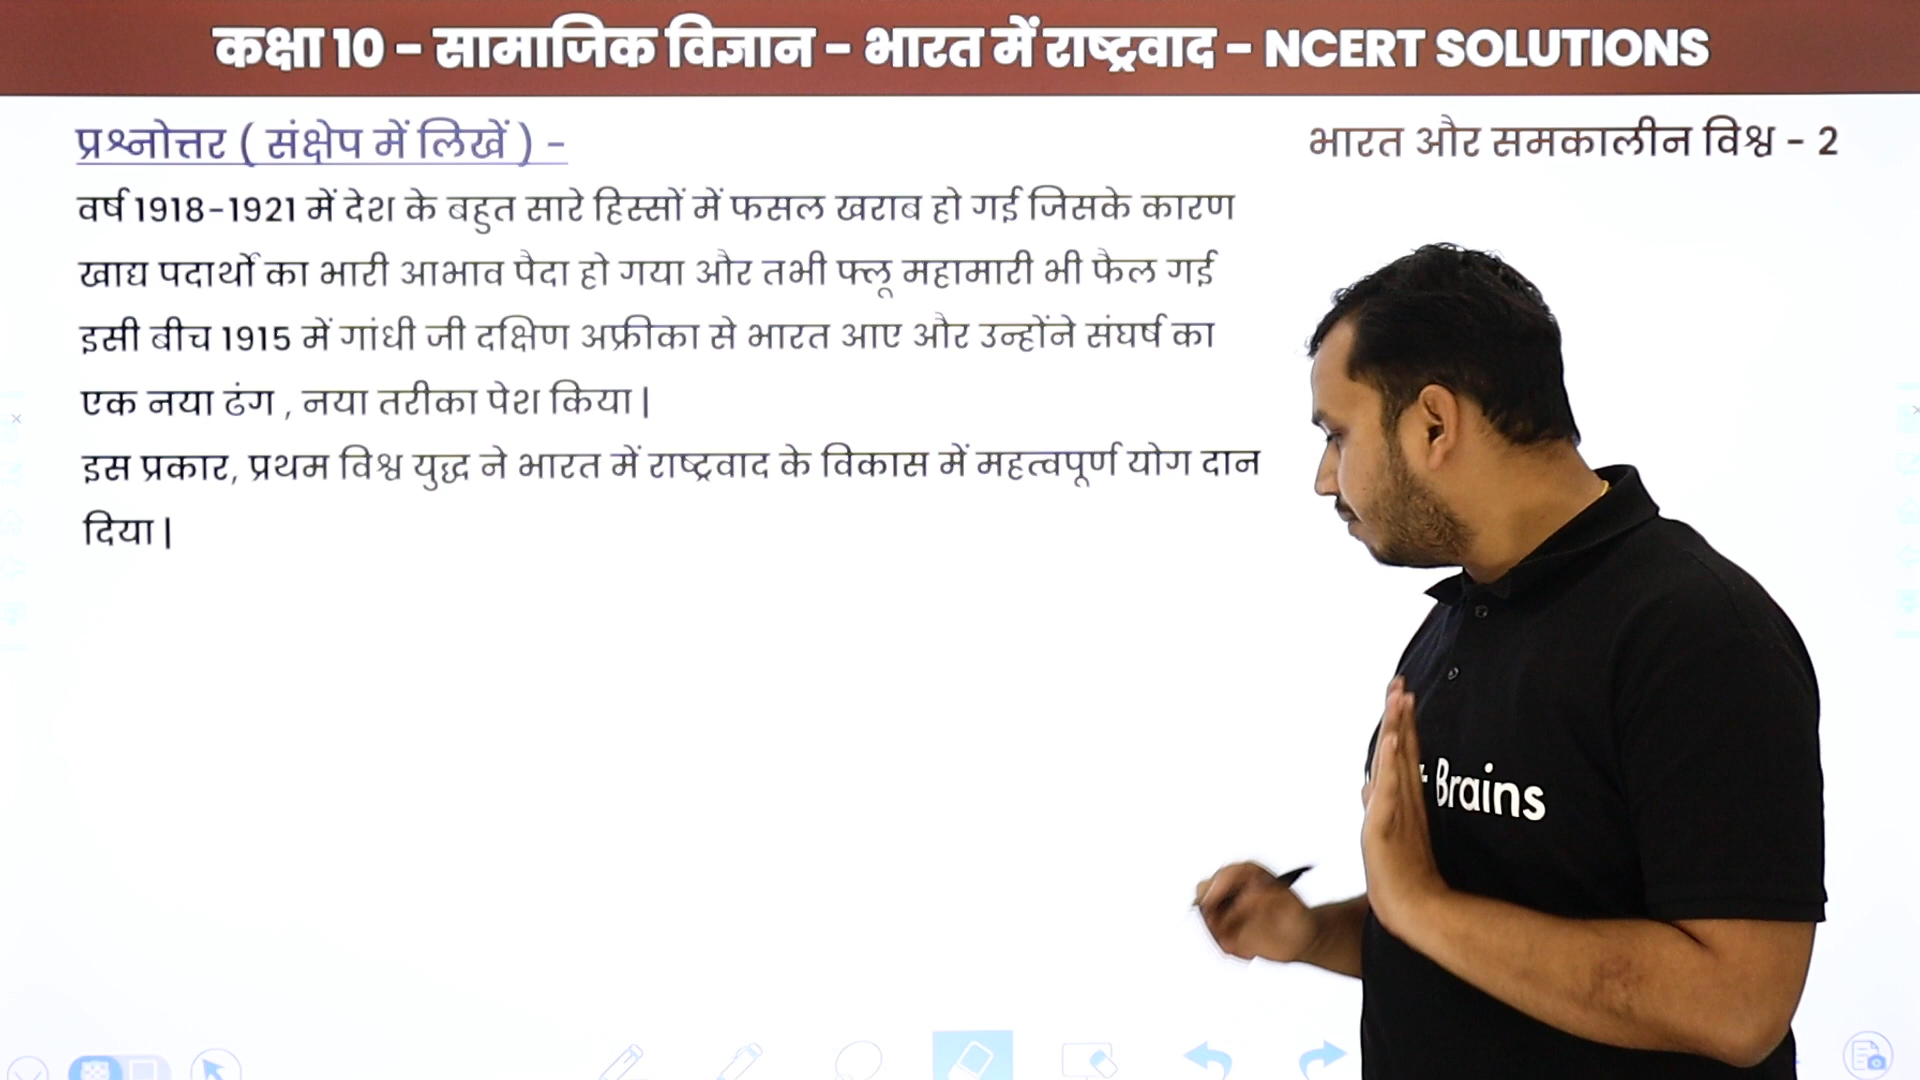 कक्षा 10 - सामाजिक विज्ञान - भारत में राष्ट्रवाद - NCERT SOLUTIONS
प्रश्नोत्तर ( संक्षेप में लिखें ) -
भारत और समकालीन विश्व - 2
वर्ष 1918-1921 में देश के बहुत सारे हिस्सों में फसल खराब हो गई जिसके कारण
खाद्य पदार्थो का भारी आभाव पैदा हो गया और तभी फ्लू महामारी भी फैल गई
इसी बीच 1915 में गांधी जी दक्षिण अफ्रीका से भारत आए और उन्होंने संघर्ष का
एक नया ढंग , नया तरीका पेश किया |
इस प्रकार, प्रथम विश्व युद्ध ने भारत में राष्ट्रवाद के विकास में महत्वपूर्ण योग दान
दिया |
Brains